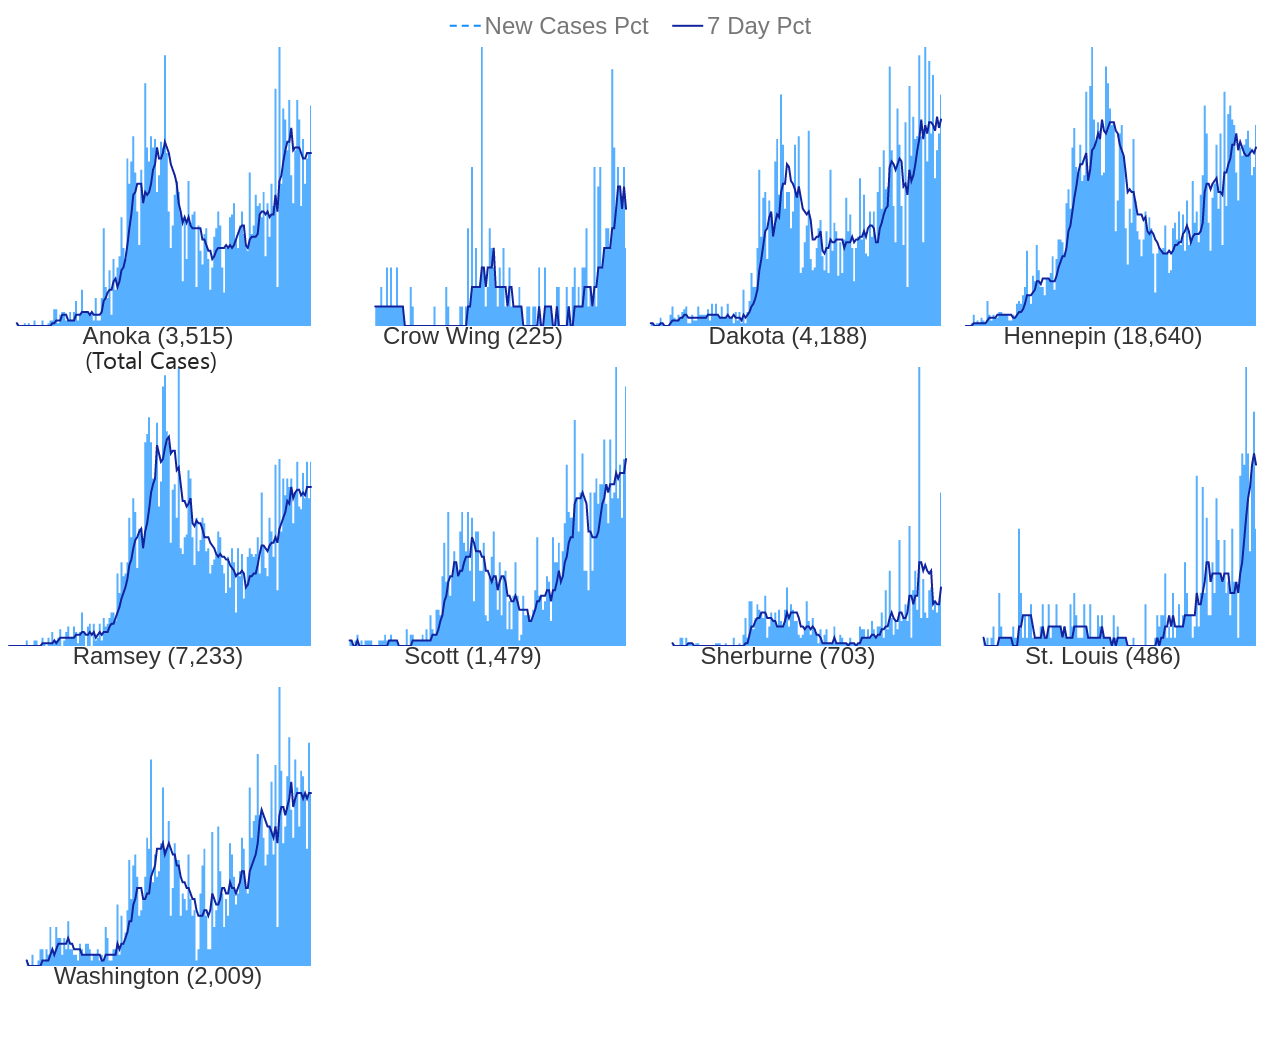 New Cases Pct 7 Day Pct
Anoka (3,515)
(Total Cases)
Crow Wing (225)
Dakota (4,188)
Hennepin (18,640)
Ramsey (7,233)
Scott (1,479)
Sherburne (703)
St. Louis (486)
Washington (2,009)